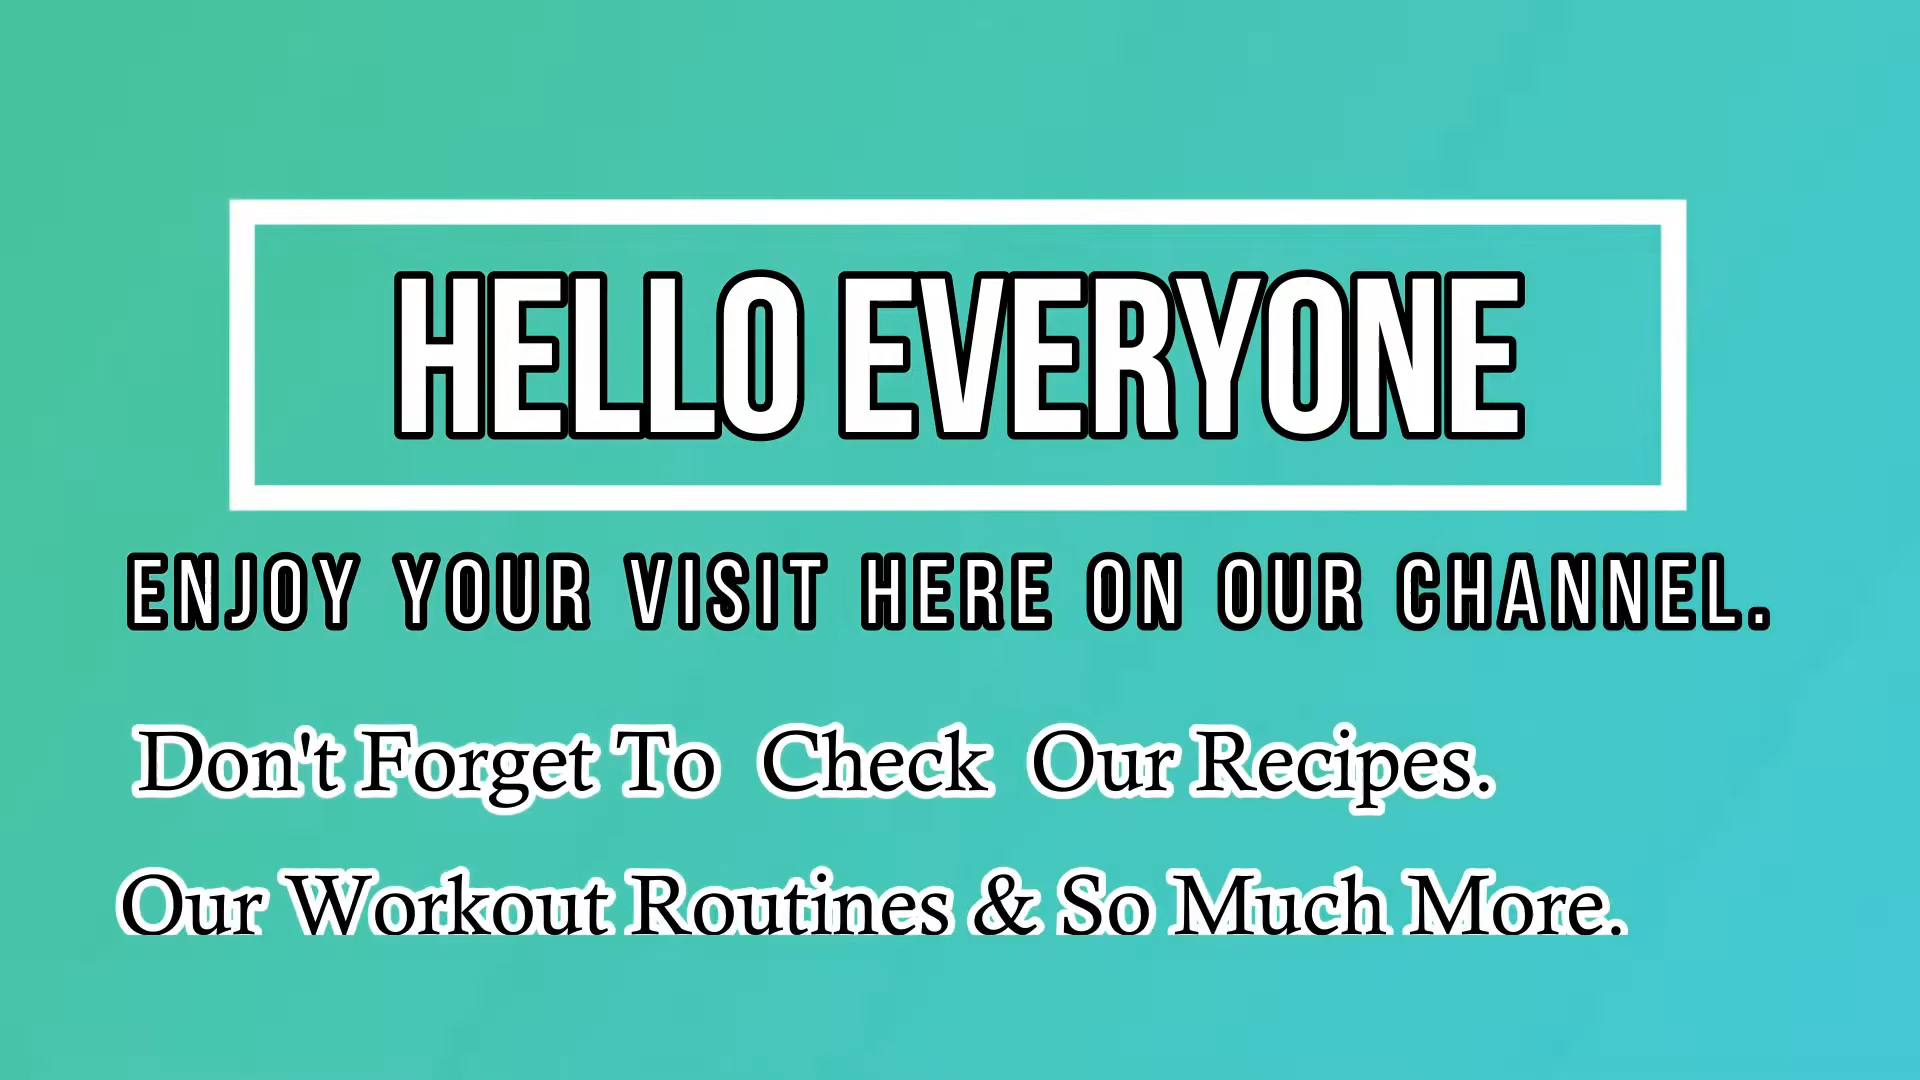 HELLO EVERYONE
ENJOY YOUR VISIT HERE ON OUR CHANNEL.
Don't Forget To Check Our Recipes.
Our Workout Routines & So Much More.